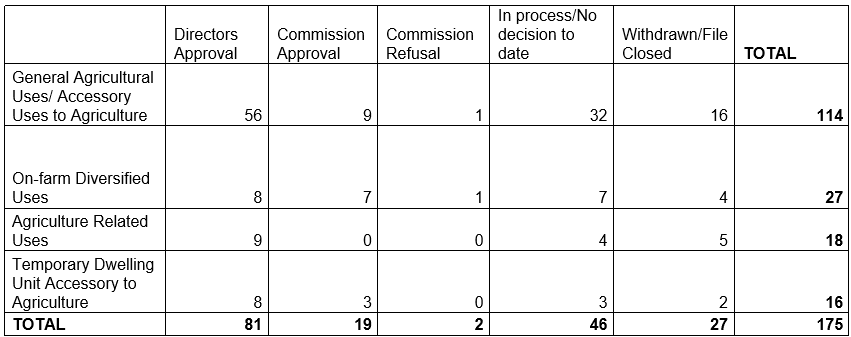 Directors Approval | Commission Approval | Commission Refusal | In process/No decision to date | Withdrawn/File Closed | TOTAL
General Agricultural Uses/ Accessory Uses to Agriculture | 56 | 9 | 1 | 32 | 16 | 114
On-farm Diversified Uses | 8 | 7 | 1 | 7 | 4 | 27
Agriculture Related Uses | 9 | 0 | 0 | 4 | 5 | 18
Temporary Dwelling Unit Accessory to Agriculture | 8 | 3 | 0 | 3 | 2 | 16
TOTAL | 81 | 19 | 2 | 46 | 27 | 175